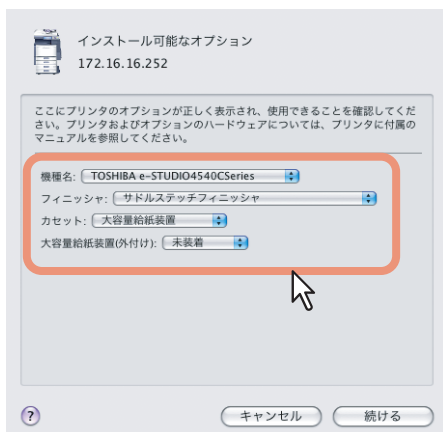 インストール可能なオプション
172.16.16.252
ここにプリンタのオプションが正しく表示され、使用できることを確認してくだ
さい。プリンタおよびオプションのハードウェアについては、プリンタに付属の
マニュアルを参照してください。
機種名: TOSHIBA e-STUDIO4540CSeries
フィニッシャ: サドルステッチフィニッシャ
カセット: 大容量給紙装置
大容量給紙装置(外付け): 未装着
? キャンセル 続ける